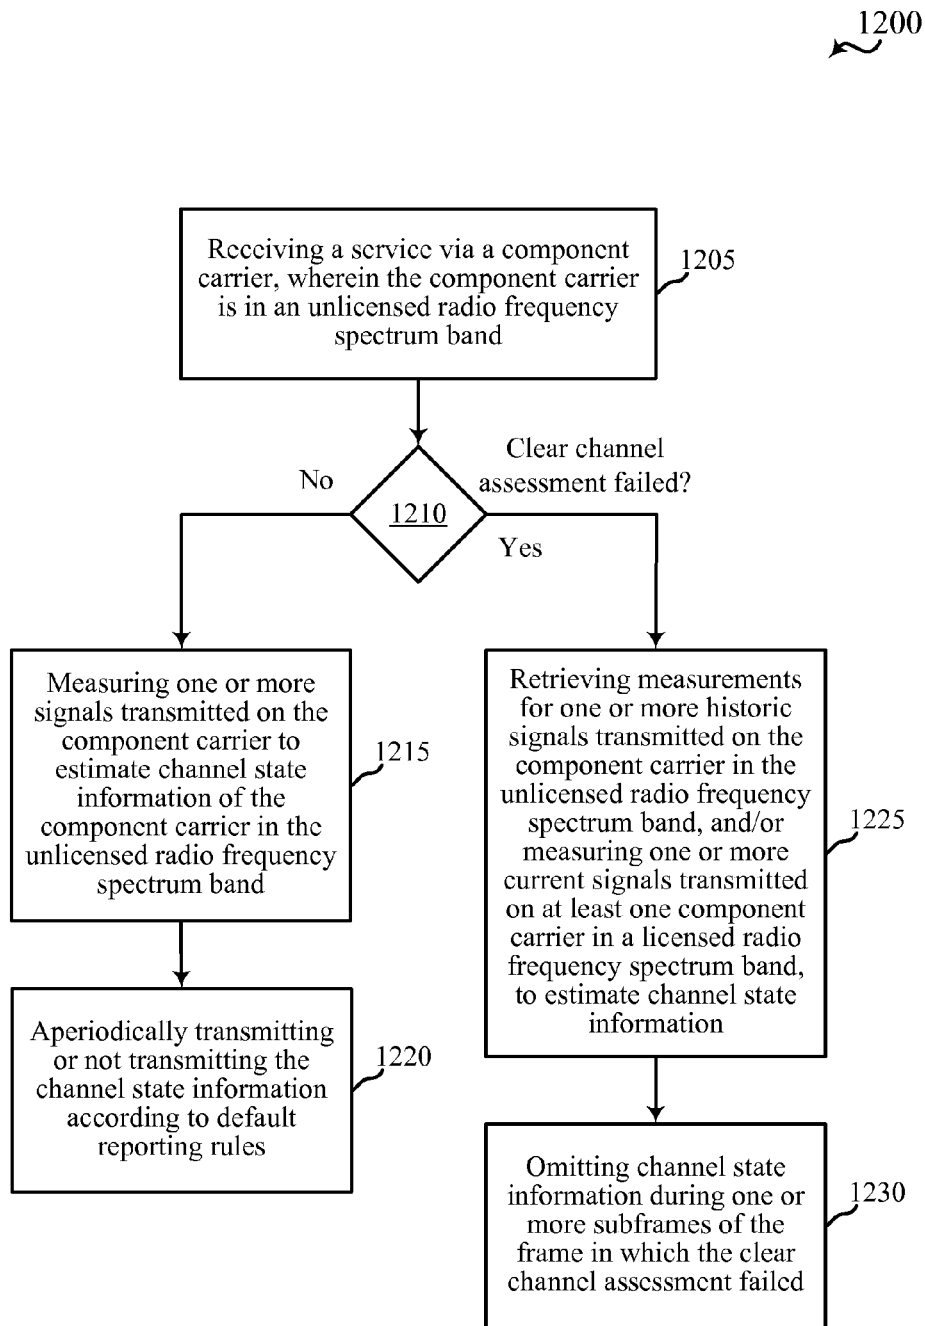 1200
Receiving a service via a component
carrier, wherein the component carrier
is in an unlicensed radio frequency
spectrum band
1205
Clear channel
assessment failed?
No
1210
Yes
Measuring one or more
signals transmitted on the
component carrier to
estimate channel state
information of the
component carrier in the
unlicensed radio frequency
spectrum band
1215
Retrieving measurements
for one or more historic
signals transmitted on the
component carrier in the
unlicensed radio frequency
spectrum band, and/or
measuring one or more
current signals transmitted
on at least one component
carrier in a licensed radio
frequency spectrum band,
to estimate channel state
information
1225
Aperiodically transmitting
or not transmitting the
channel state information
according to default
reporting rules
1220
Omitting channel state
information during one or
more subframes of the
frame in which the clear
channel assessment failed
1230